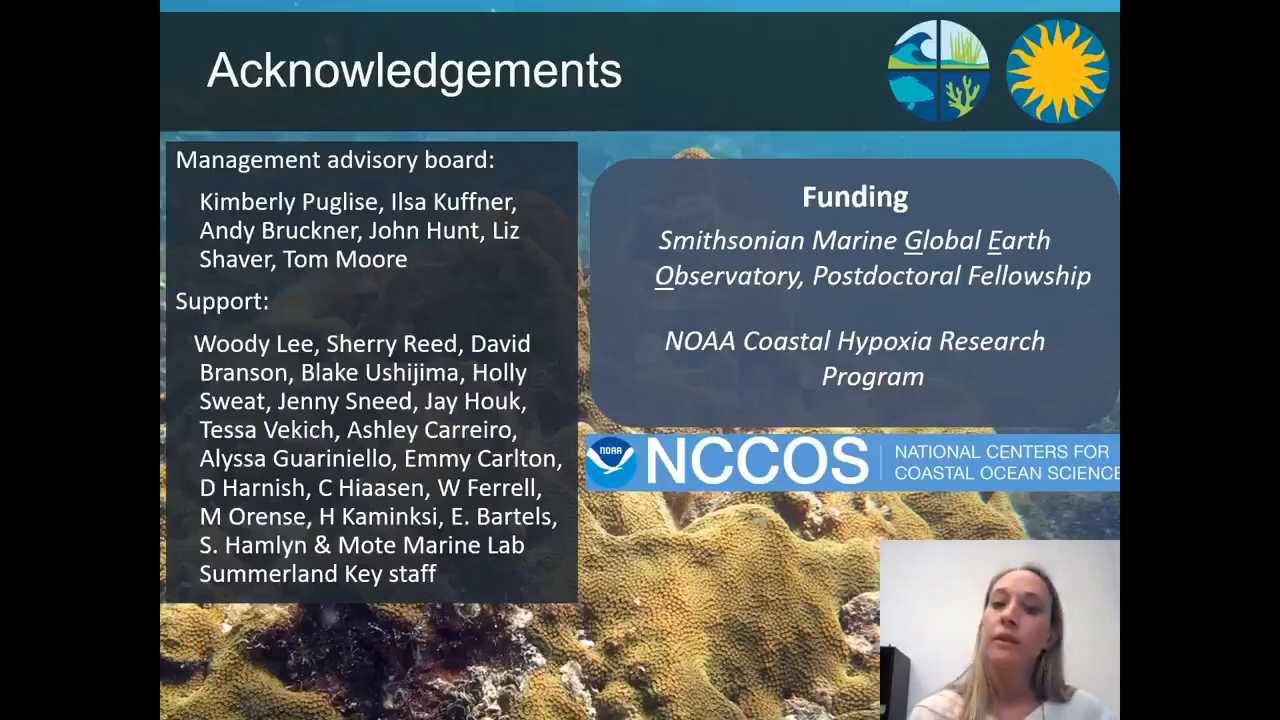 Acknowledgements
Management advisory board:
Kimberly Puglise, Ilsa Kuffner,
Andy Bruckner, John Hunt, Liz
Shaver, Tom Moore
Support:
Woody Lee, Sherry Reed, David
Branson, Blake Ushijima, Holly
Sweat, Jenny Sneed, Jay Houk,
Tessa Vekich, Ashley Carreiro,
Alyssa Guariniello, Emmy Carlton,
D Harnish, C Hiaasen, W Ferrell,
M Orense, H Kaminksi, E. Bartels,
S. Hamlyn & Mote Marine Lab
Summerland Key staff
Funding
Smithsonian Marine Global Earth
Observatory, Postdoctoral Fellowship
NOAA Coastal Hypoxia Research
Program
NOAA
NCCOS
NATIONAL CENTERS FOR
COASTAL OCEAN SCIENCE